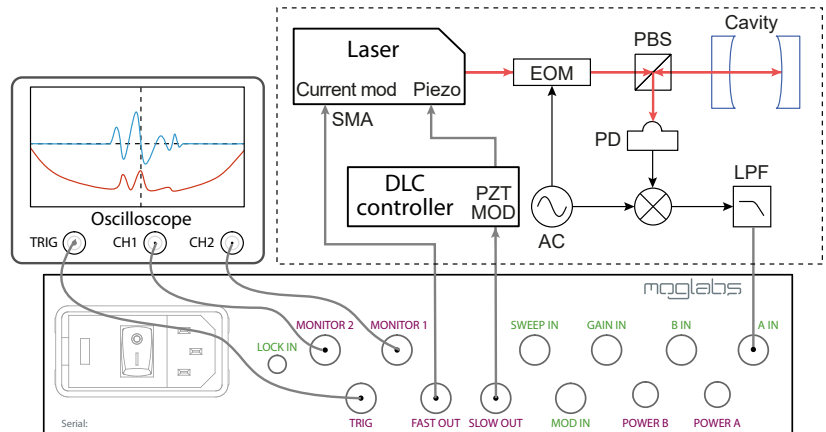 Cavity
Laser
PBS
EOM
Current mod
Piezo
SMA
PD
LPF
DLC
controller
PZT
MOD
AC
Oscilloscope
TRIG
CH1
CH2
moglabs
MONITOR 2
MONITOR 1
SWEEP IN
GAIN IN
B IN
A IN
LOCK IN
Serial:
TRIG
FAST OUT
SLOW OUT
MOD IN
POWER B
POWER A